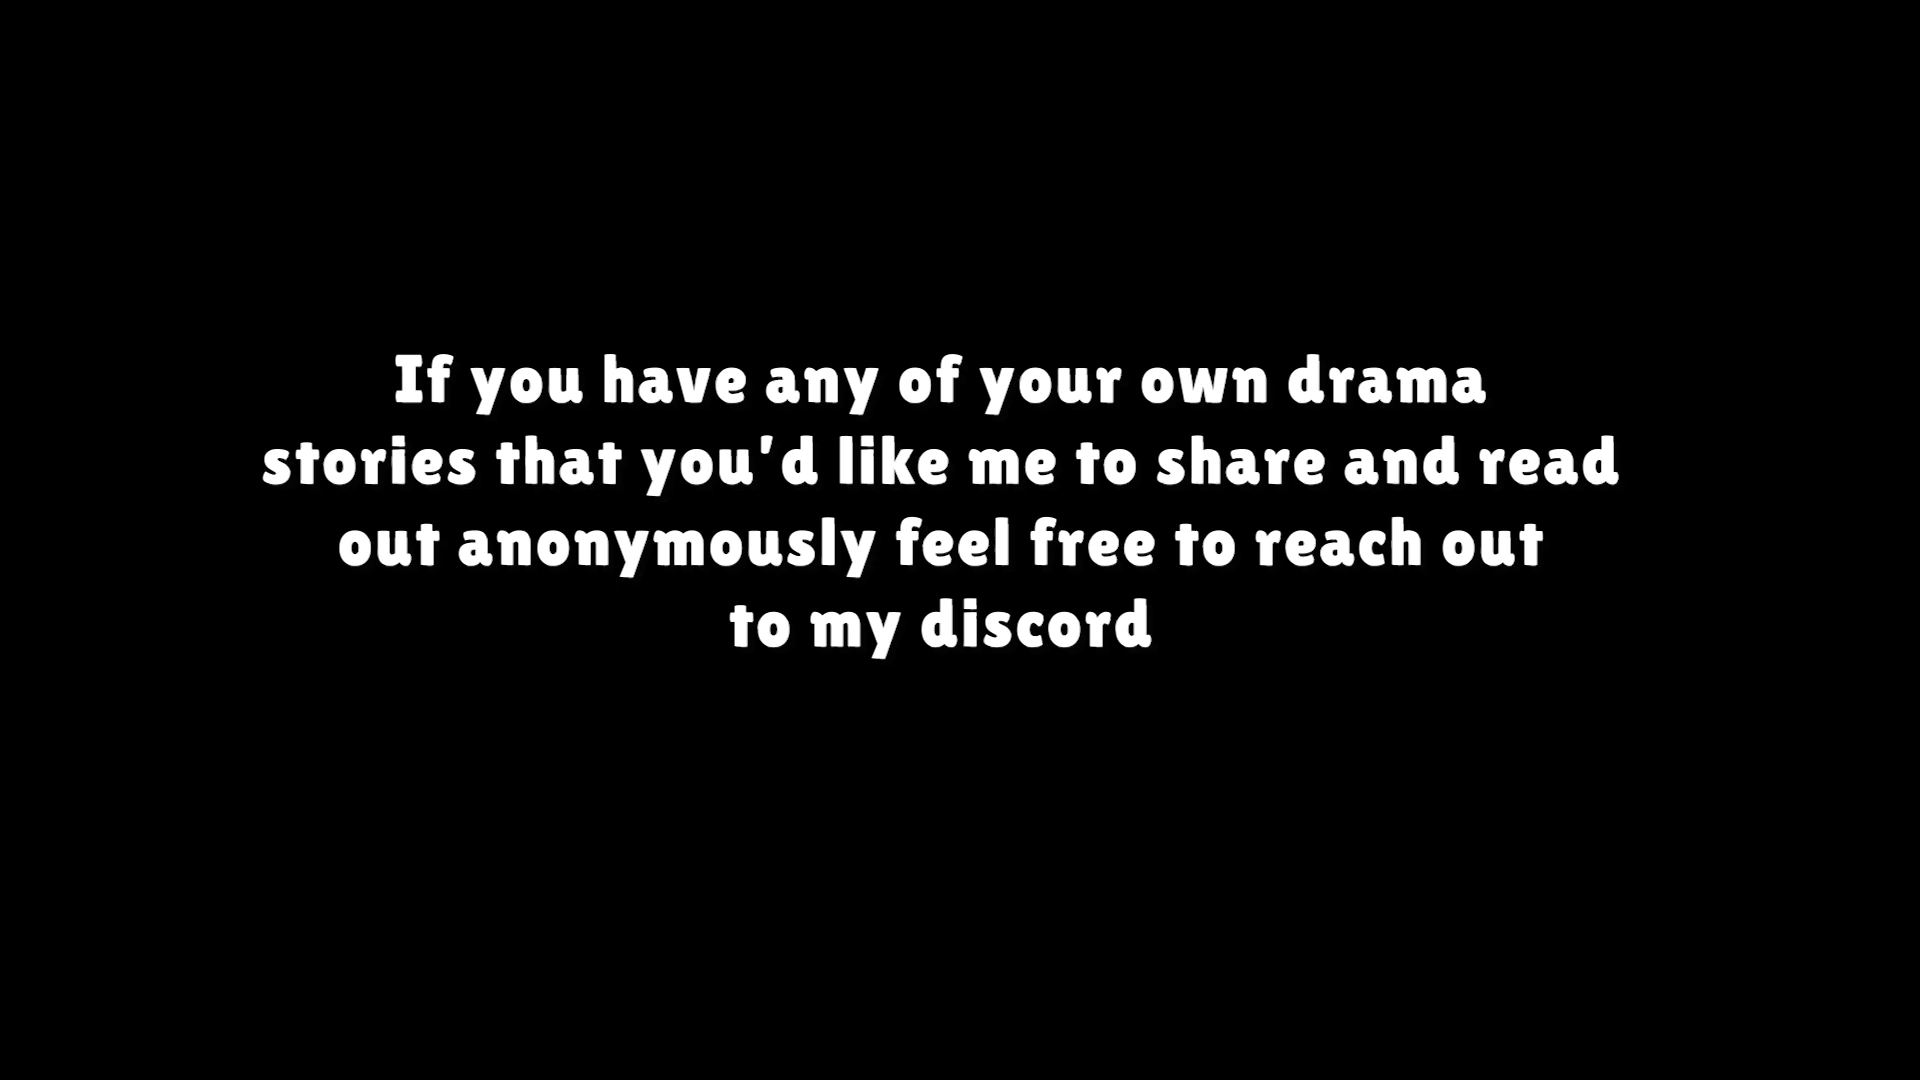 If you have any of your own drama
stories that you'd like me to share and read
out anonymously feel free to reach out
to my discord